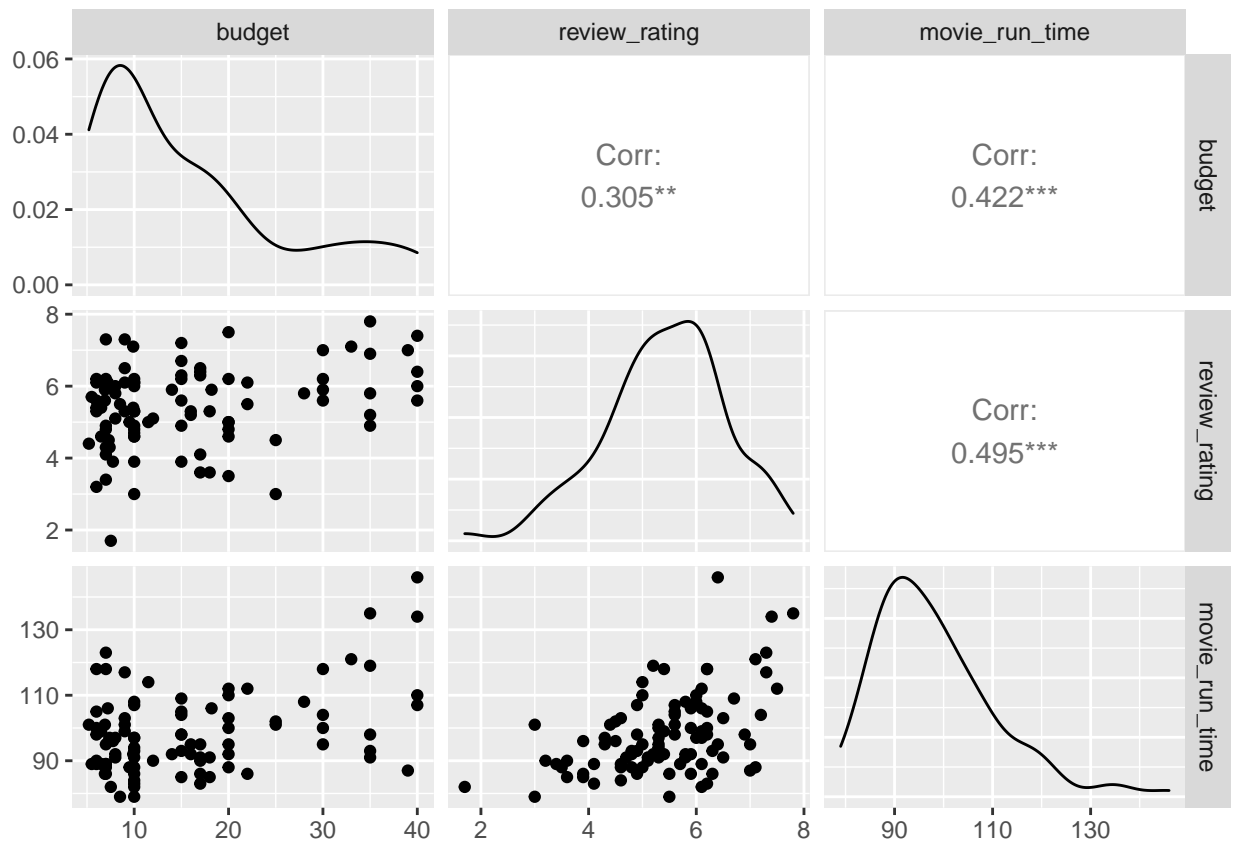 budget review_rating movie_run_time
0.06
0.04
0.02
0.00
Corr:
0.305**
Corr:
0.422***
budget
8
6
4
2
Corr:
0.495***
review_rating
130
110
90
movie_run_time
10 20 30 40
2 4 6 8
90 110 130